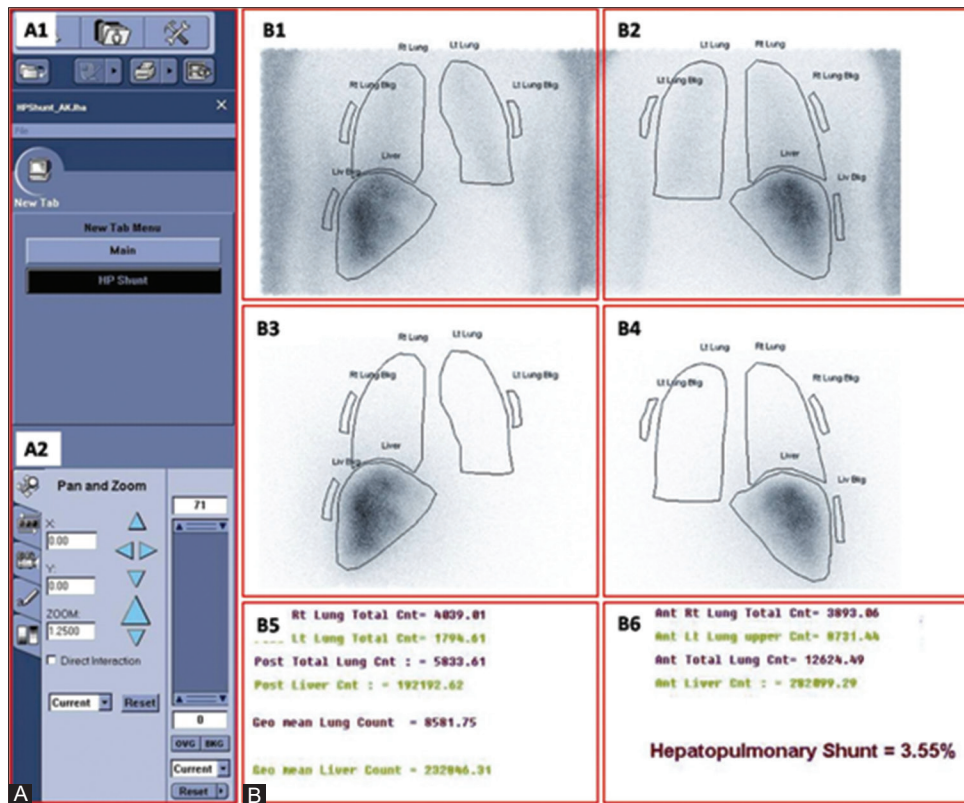 A1
HPShunt_AK.lha
File
New Tab
New Tab Menu
Main
HP Shunt
A2
Pan and Zoom
X:
0.00
Y:
0.00
ZOOM:
1.2500
Direct Interaction
Current
Reset
71
0
OVG BKG
Current
Reset
A
B1
Rt Lung
Lt Lung
Rt Lung Bkg
Lt Lung Bkg
Liver
Liv Bkg
B2
Lt Lung
Rt Lung
Lt Lung Bkg
Rt Lung Bkg
Liver
Liv Bkg
B3
Rt Lung
Lt Lung
Rt Lung Bkg
Lt Lung Bkg
Liver
Liv Bkg
B4
Lt Lung
Rt Lung
Lt Lung Bkg
Rt Lung Bkg
Liver
Liv Bkg
B5
Rt Lung Total Cnt= 4039.01
Lt Lung Total Cnt= 1794.61
Post Total Lung Cnt : = 5833.61
Post Liver Cnt : = 192192.62
Geo mean Lung Count = 8581.75
Geo mean Liver Count = 232846.31
B6
Ant Rt Lung Total Cnt= 3893.06
Ant Lt Lung upper Cnt= 8731.44
Ant Total Lung Cnt= 12624.49
Ant Liver Cnt : = 282099.29
Hepatopulmonary Shunt = 3.55%
B